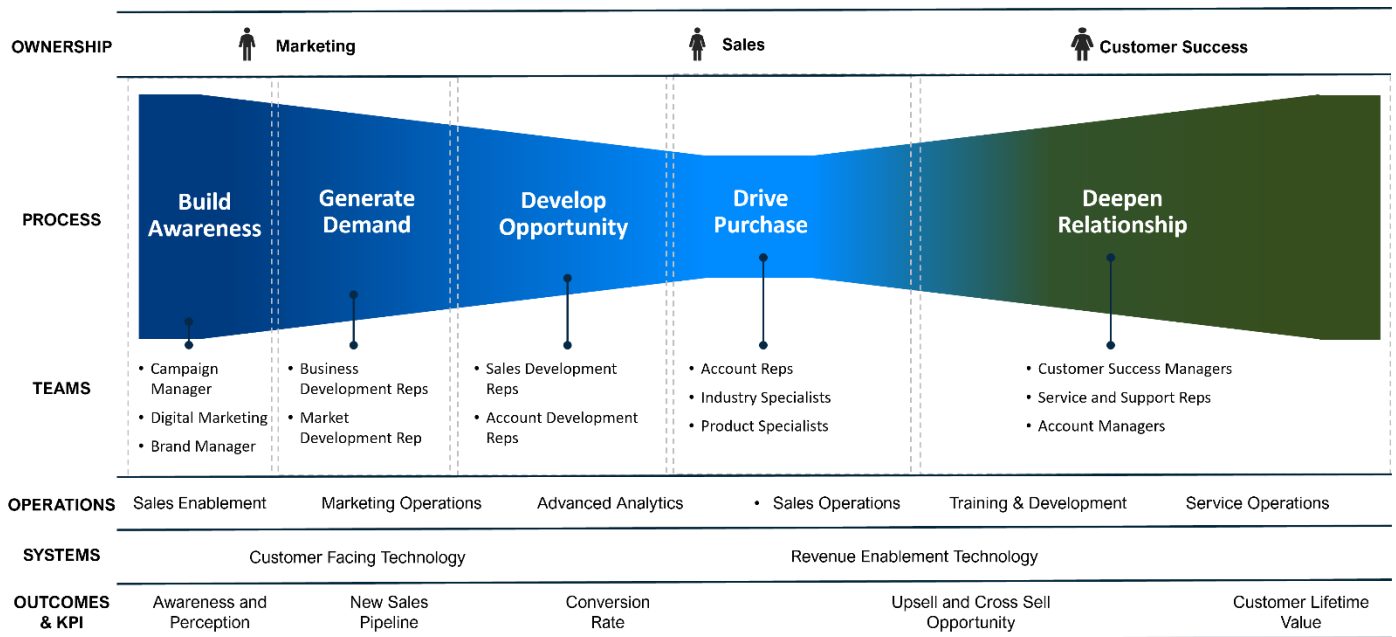 OWNERSHIP
Marketing
Sales
Customer Success
PROCESS
Build
Awareness
Generate
Demand
Develop
Opportunity
Drive
Purchase
Deepen
Relationship
TEAMS
• Campaign
Manager
• Digital Marketing
• Brand Manager
• Business
Development Reps
• Market
Development Rep
• Sales Development
Reps
• Account Development
Reps
• Account Reps
• Industry Specialists
• Product Specialists
• Customer Success Managers
• Service and Support Reps
• Account Managers
OPERATIONS
Sales Enablement
Marketing Operations
Advanced Analytics
• Sales Operations
Training & Development
Service Operations
SYSTEMS
Customer Facing Technology
Revenue Enablement Technology
OUTCOMES
& KPI
Awareness and
Perception
New Sales
Pipeline
Conversion
Rate
Upsell and Cross Sell
Opportunity
Customer Lifetime
Value